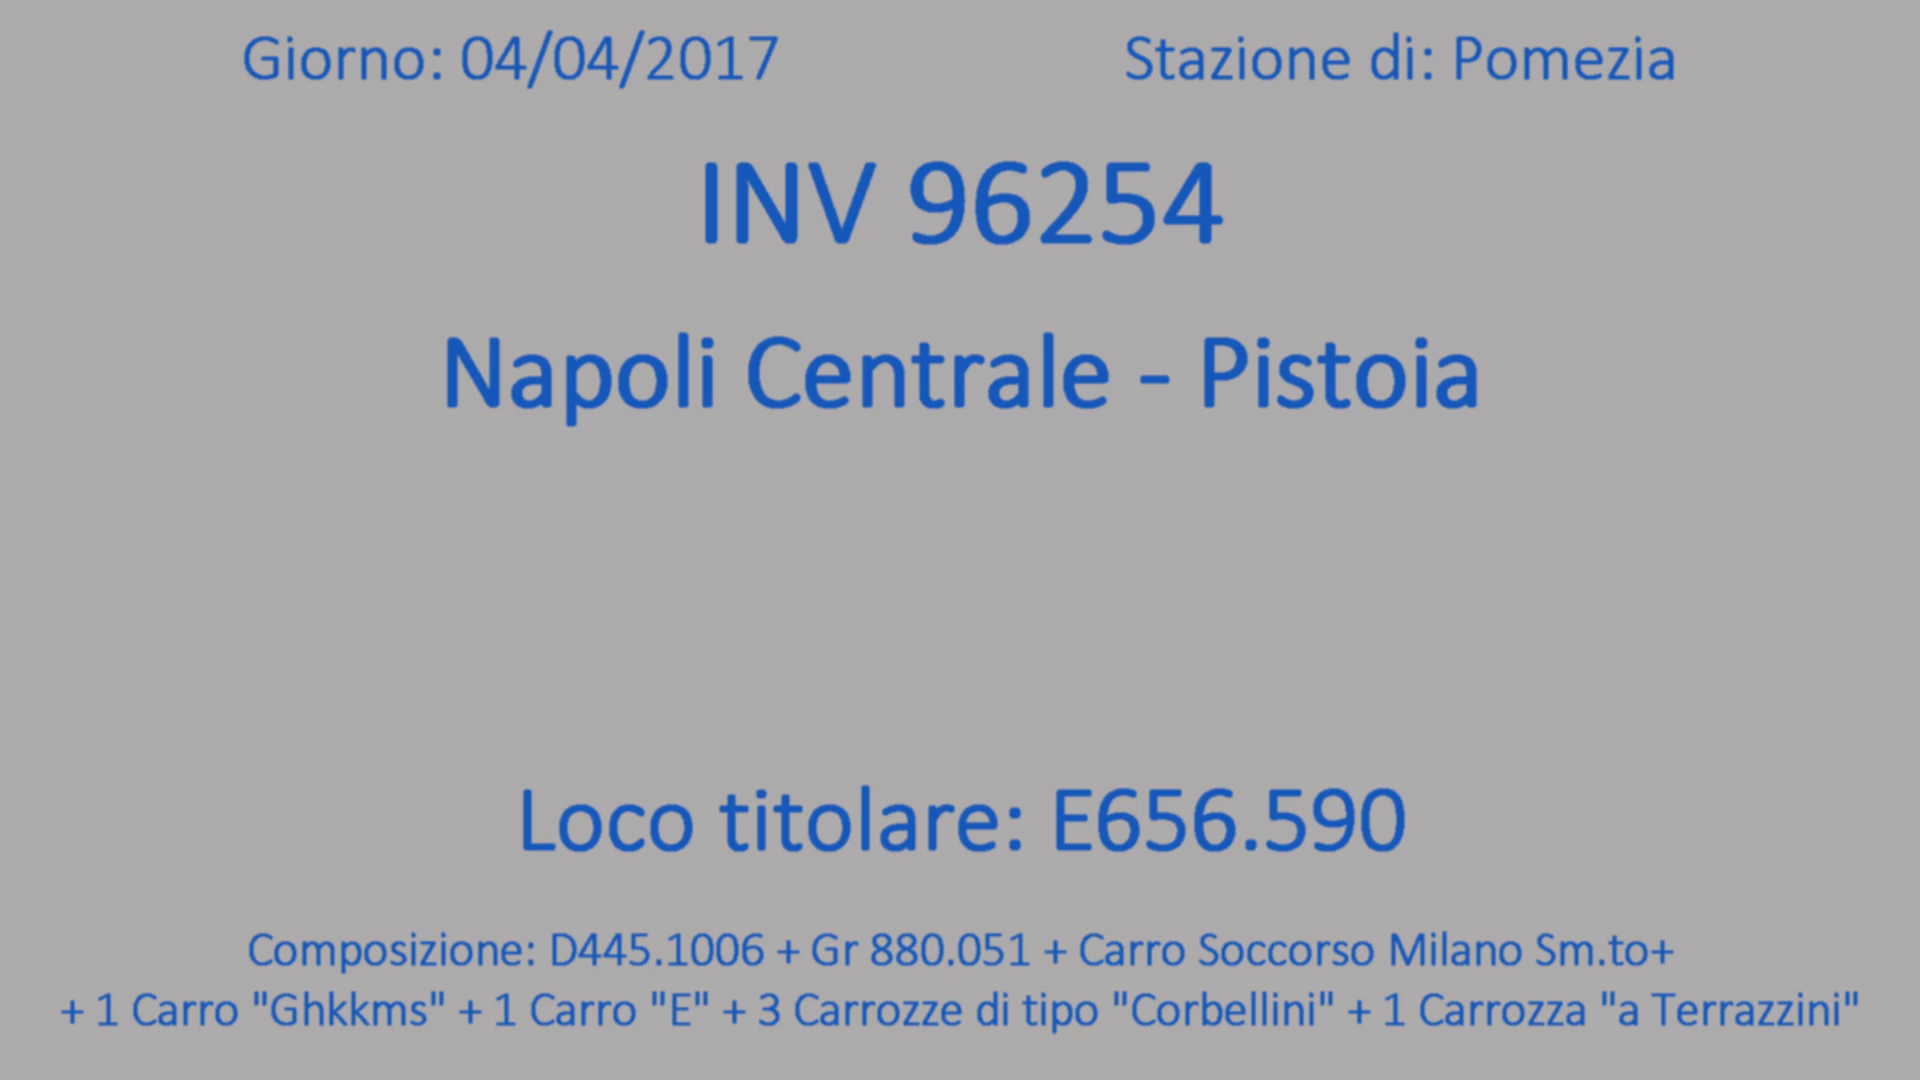 Giorno: 04/04/2017
Stazione di: Pomezia
INV 96254
Napoli Centrale - Pistoia
Loco titolare: E656.590
Composizione: D445.1006 + Gr 880.051 + Carro Soccorso Milano Sm.to+
+ 1 Carro "Ghkkms" + 1 Carro "E" + 3 Carrozze di tipo "Corbellini" + 1 Carrozza "a Terrazzini"